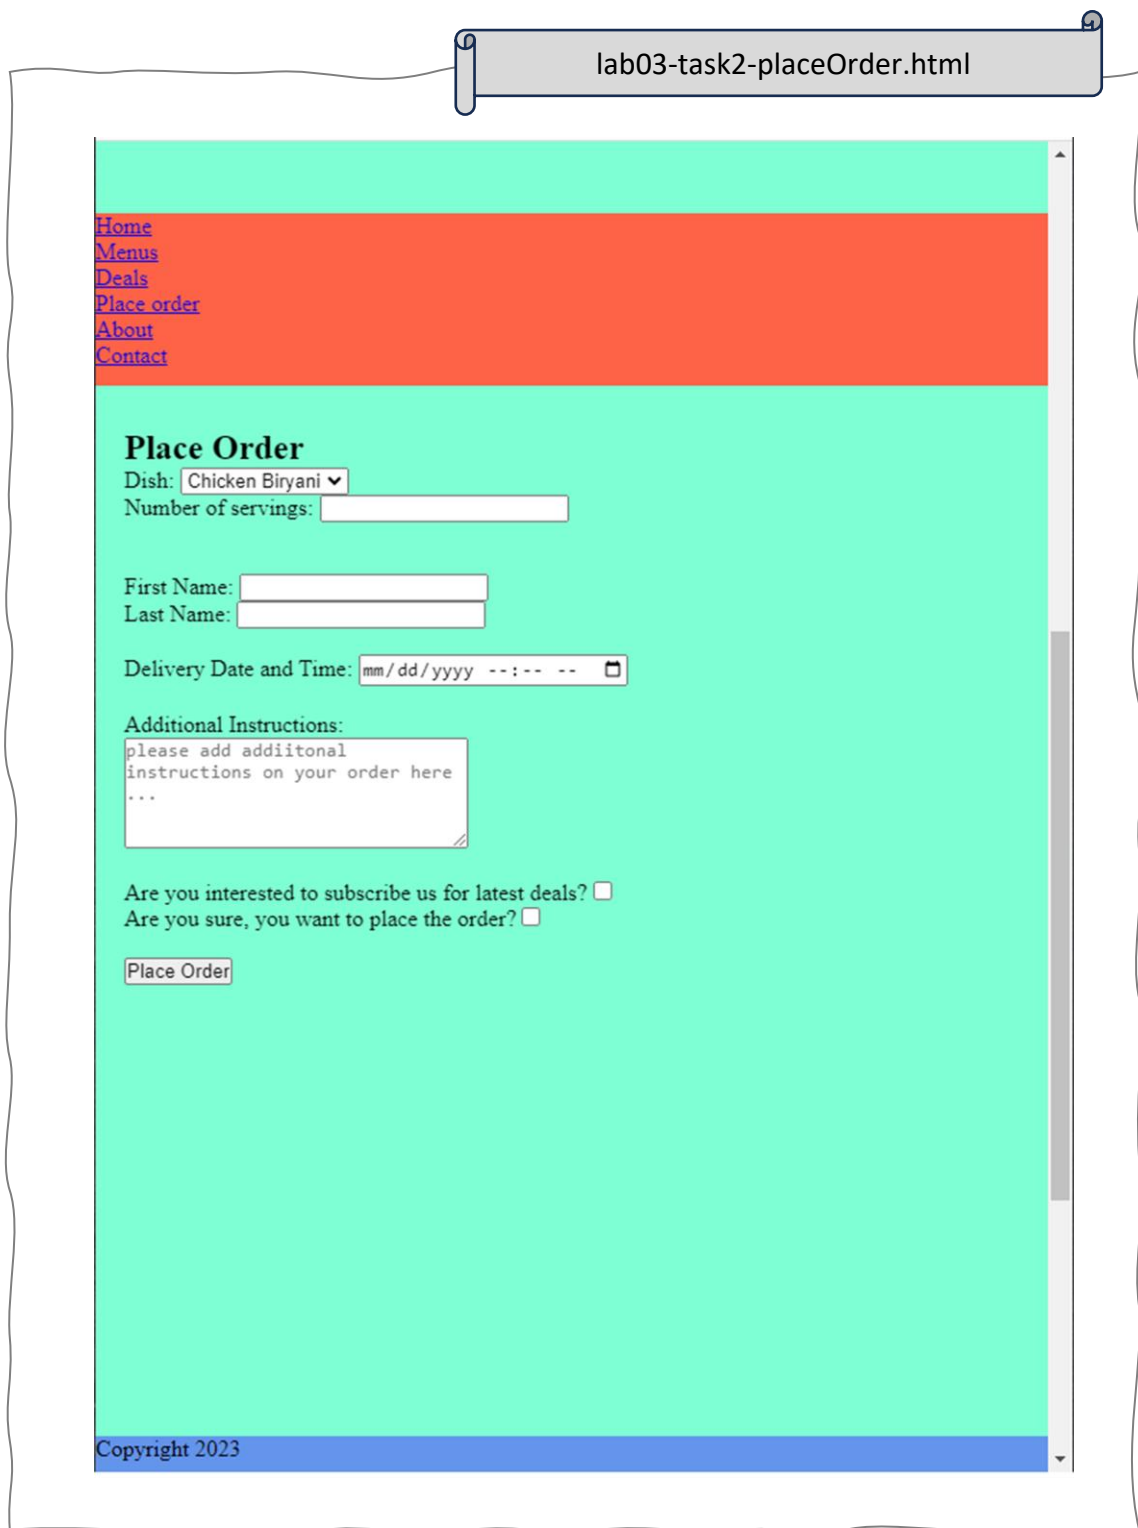 lab03-task2-placeOrder.html
Home
Menus
Deals
Place order
About
Contact
Place Order
Dish: Chicken Biryani
Number of servings:
First Name:
Last Name:
Delivery Date and Time: mm/dd/yyyy --:-- --
Additional Instructions:
please add addiitonal
instructions on your order here
...
Are you interested to subscribe us for latest deals?
Are you sure, you want to place the order?
Place Order
Copyright 2023